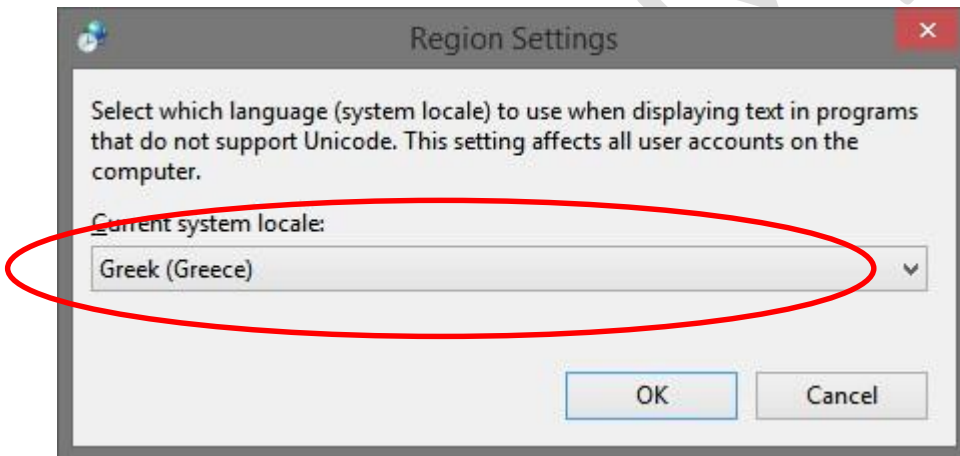 Region Settings
Select which language (system locale) to use when displaying text in programs
that do not support Unicode. This setting affects all user accounts on the
computer.
Current system locale:
Greek (Greece)
OK Cancel